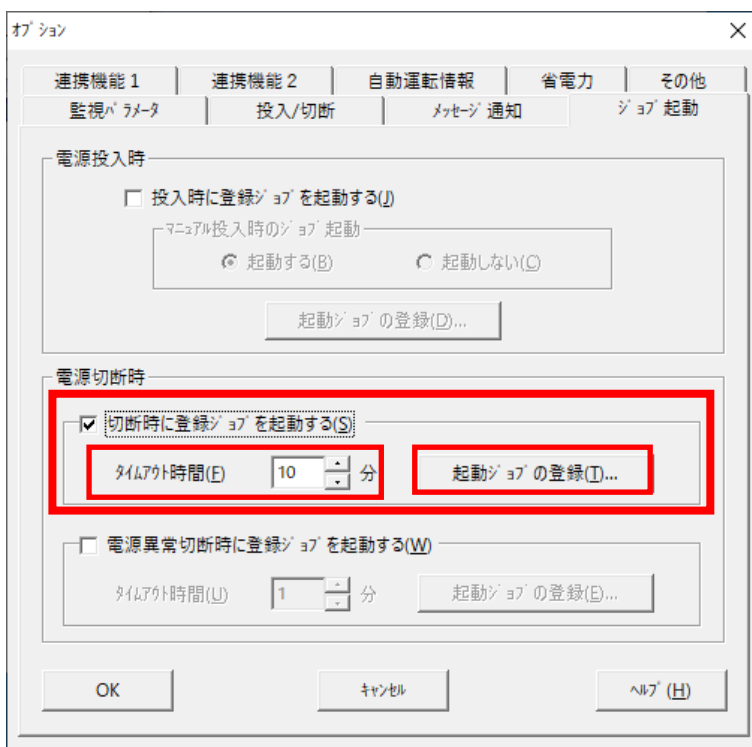 ｵﾌﾟｼｮﾝ
連携機能 1 連携機能 2 自動運転情報 省電力 その他
監視ﾊﾟﾗﾒｰﾀ 投入/切断 ﾒｯｾｰｼﾞ通知 ｼﾞｮﾌﾞ起動
電源投入時
投入時に登録ｼﾞｮﾌﾞを起動する(J)
ﾏﾆｭｱﾙ投入時のｼﾞｮﾌﾞ起動
起動する(B) 起動しない(C)
起動ｼﾞｮﾌﾞの登録(D)...
電源切断時
切断時に登録ｼﾞｮﾌﾞを起動する(S)
ﾀｲﾑｱｳﾄ時間(F) 10 分 起動ｼﾞｮﾌﾞの登録(T)...
電源異常切断時に登録ｼﾞｮﾌﾞを起動する(W)
ﾀｲﾑｱｳﾄ時間(U) 1 分 起動ｼﾞｮﾌﾞの登録(E)...
OK ｷｬﾝｾﾙ ﾍﾙﾌﾟ(H)